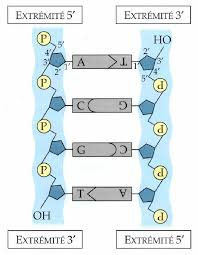 EXTRÉMITÉ 5′
EXTRÉMITÉ 3′
P
5′
4′
3′
2′
1′
A
T
1′
2′
3′
4′
5′
HO
P
P
C
G
P
P
G
C
P
P
T
A
OH
P
EXTRÉMITÉ 3′
EXTRÉMITÉ 5′